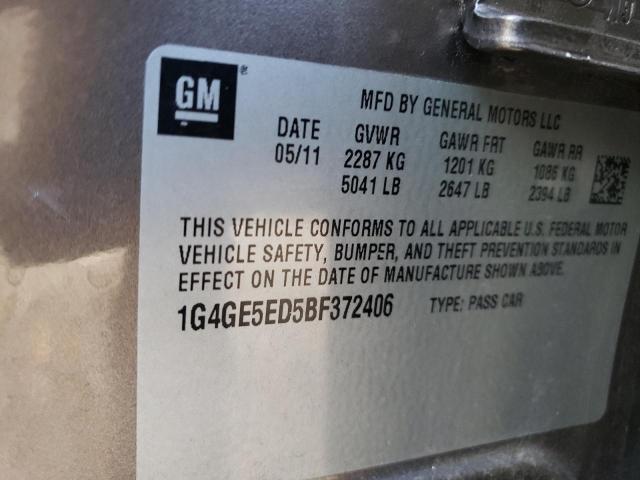 GM®
MFD BY GENERAL MOTORS LLC
DATE GVWR GAWR FRT GAWR RR
05/11 2287 KG 1201 KG 1086 KG
5041 LB 2647 LB 2394 LB
THIS VEHICLE CONFORMS TO ALL APPLICABLE U.S. FEDERAL MOTOR
VEHICLE SAFETY, BUMPER, AND THEFT PREVENTION STANDARDS IN
EFFECT ON THE DATE OF MANUFACTURE SHOWN ABOVE.
1G4GE5ED5BF372406 TYPE: PASS CAR